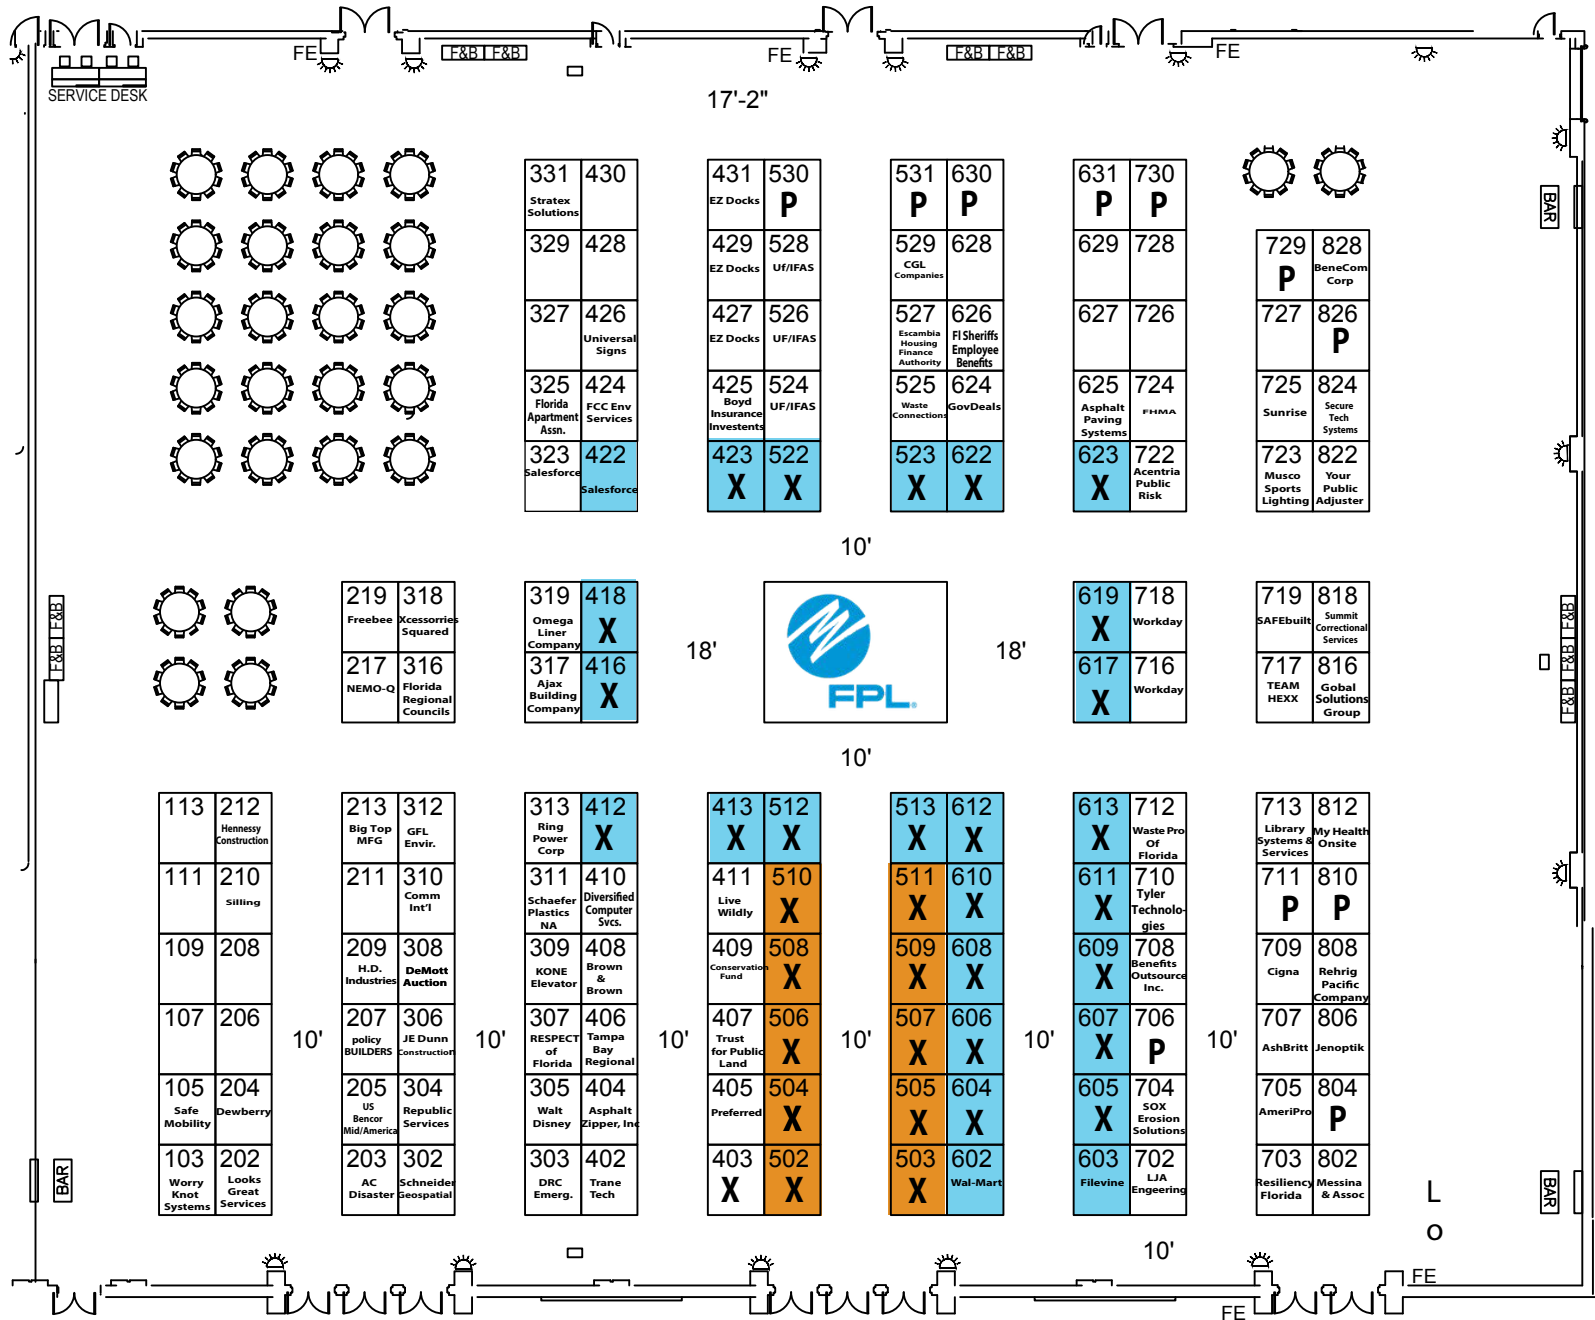 FE
F&B F&B
FE
F&B F&B
FE
SERVICE DESK
17'-2"
BAR
331 430 431 530 531 630 631 730
Stratex
Solutions
EZ Docks
P P P P P
329 428 429 528 529 628 629 728 729 828
EZ Docks
Uf/IFAS
CGL
Companies
P
BeneCom
Corp
327 426 427 526 527 626 627 726 727 826
Universal
Signs
EZ Docks
UF/IFAS
Escambia
Housing
Finance
Authority
Fl Sheriffs
Employee
Benefits
P
325 424 425 524 525 624 625 724 725 824
Florida
Apartment
Assn.
FCC Env
Services
Boyd
Insurance
Investents
UF/IFAS
Waste
Connections
GovDeals
Asphalt
Paving
Systems
FHMA
Sunrise
Secure
Tech
Systems
323 422 423 522 523 622 623 722 723 822
Salesforce
Salesforce
X X X X X
Acentria
Public
Risk
Musco
Sports
Lighting
Your
Public
Adjuster
10'
219 318 319 418 619 718 719 818
Freebee
Xcessorries
Squared
Omega
Liner
Company
X
X
Workday
SAFEbuilt
Summit
Correctional
Services
F&B F&B
18'
18'
F&B F&B F&B
217 316 317 416 617 716 717 816
NEMO-Q
Florida
Regional
Councils
Ajax
Building
Company
X
FPL.
X
Workday
TEAM
HEXX
Gobal
Solutions
Group
10'
113 212 213 312 313 412 413 512 513 612 613 712 713 812
Hennessy
Construction
Big Top
MFG
GFL
Envir.
Ring
Power
Corp
X X X X X X
Waste Pro
Of
Florida
Library
Systems &
Services
My Health
Onsite
111 210 211 310 311 410 411 510 511 610 611 710 711 810
Silling
Comm
Int'l
Schaefer
Plastics
NA
Diversified
Computer
Svcs.
Live
Wildly
X X X X
Tyler
Technolo-
gies
P P
109 208 209 308 309 408 409 508 509 608 609 708 709 808
H.D.
Industries
DeMott
Auction
KONE
Elevator
Brown
&
Brown
Conservation
Fund
X X X X
Benefits
Outsource
Inc.
Cigna
Rehrig
Pacific
Company
107 206 207 306 307 406 407 506 507 606 607 706 707 806
10' 10' 10' 10' 10' 10'
policy
BUILDERS
JE Dunn
Construction
RESPECT
of
Florida
Tampa
Bay
Regional
Trust
for Public
Land
X X X X P
AshBritt
Jenoptik
105 204 205 304 305 404 405 504 505 604 605 704 705 804
Safe
Mobility
Dewberry
US
Bencor
Mid/America
Republic
Services
Walt
Disney
Asphalt
Zipper, Inc
Preferred
X X X X
SOX
Erosion
Solutions
AmeriPro
P
103 202 203 302 303 402 403 502 503 602 603 702 703 802
Worry
Knot
Systems
Looks
Great
Services
AC
Disaster
Schneider
Geospatial
DRC
Emerg.
Trane
Tech
X X X
Wal-Mart
Filevine
LJA
Engeering
Resiliency
Florida
Messina
& Assoc
BAR
BAR
L
o
10'
FE
FE